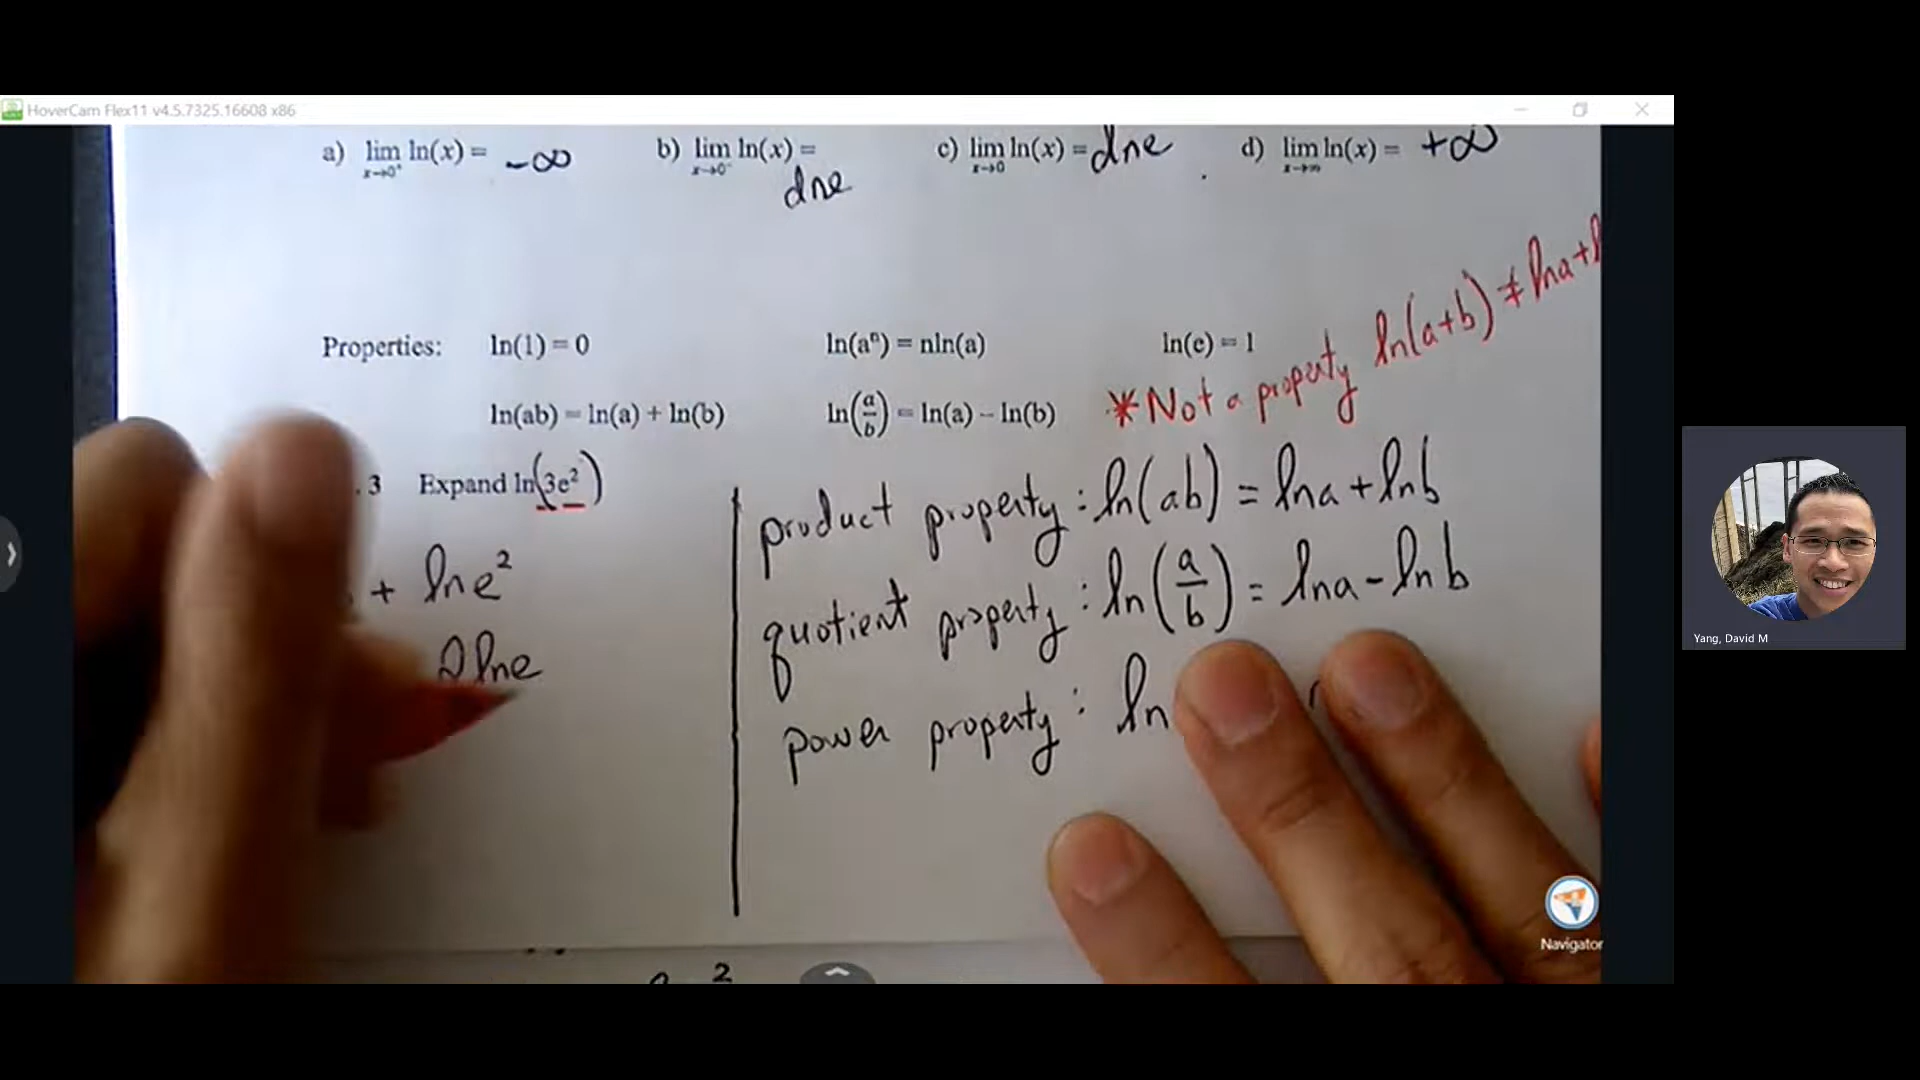 HoverCam Flex11 v4.5.7325.16608 x86
a) lim x→0⁺ ln(x) = -∞ b) lim x→0⁻ ln(x) = dne c) lim x→0 ln(x) = dne d) lim x→∞ ln(x) = +∞
Properties: ln(1) = 0 ln(aⁿ) = nln(a) ln(e) = 1
ln(ab) = ln(a) + ln(b) ln(a/b) = ln(a) – ln(b)
*Not a property ln(a+b) ≠ lna+
.3 Expand ln(3e²)
+ lne²
2lne
product property: ln(ab) = lna + lnb
quotient property: ln(a/b) = lna - lnb
power property: ln
2
Yang, David M
Navigator